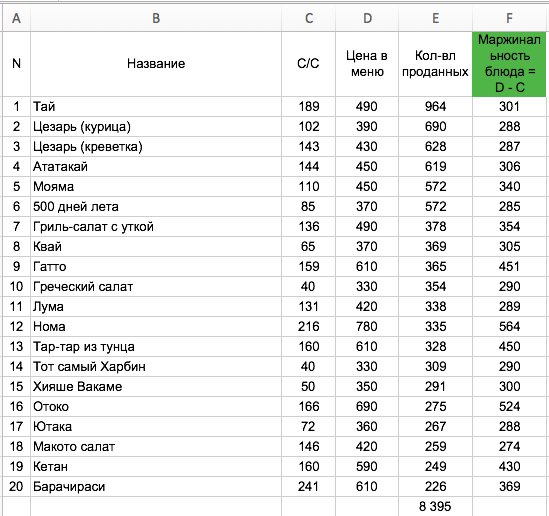 A B C D E F
N Название С/С Цена в меню Кол-вл проданных Маржинал ьность блюда = D - C
1 Тай 189 490 964 301
2 Цезарь (курица) 102 390 690 288
3 Цезарь (креветка) 143 430 628 287
4 Ататакай 144 450 619 306
5 Мояма 110 450 572 340
6 500 дней лета 85 370 572 285
7 Гриль-салат с уткой 136 490 378 354
8 Квай 65 370 369 305
9 Гатто 159 610 365 451
10 Греческий салат 40 330 354 290
11 Лума 131 420 338 289
12 Нома 216 780 335 564
13 Тар-тар из тунца 160 610 328 450
14 Тот самый Харбин 40 330 309 290
15 Хияше Вакаме 50 350 291 300
16 Отоко 166 690 275 524
17 Ютака 72 360 267 288
18 Макото салат 146 420 259 274
19 Кетан 160 590 249 430
20 Барачираси 241 610 226 369
8 395